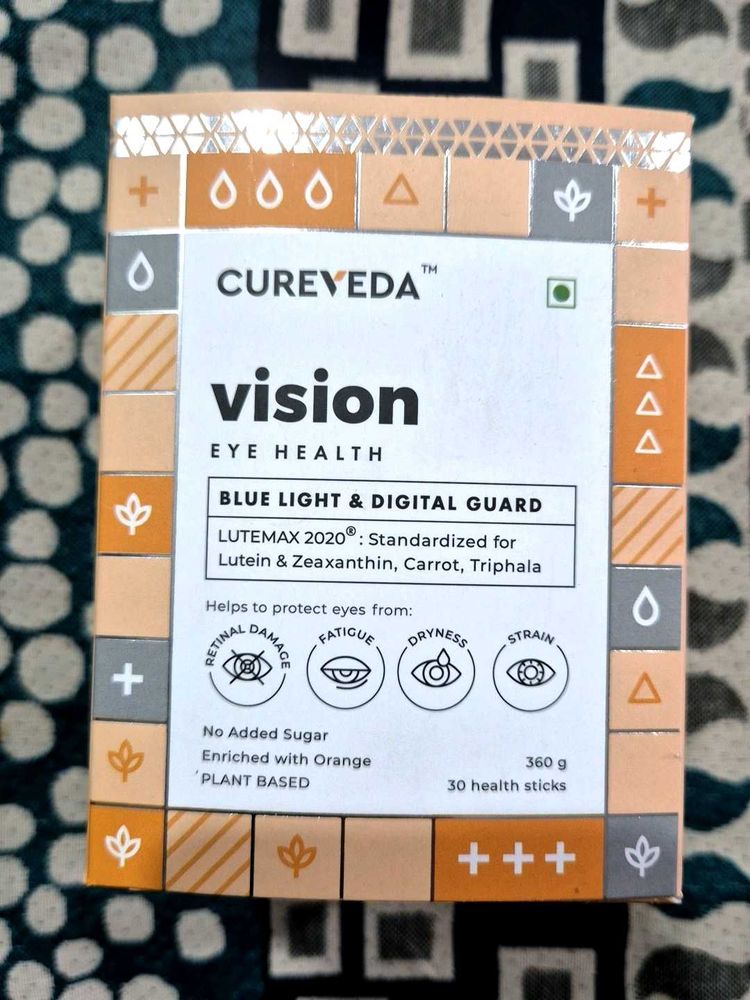 CUREVEDA™
vision
EYE HEALTH
BLUE LIGHT & DIGITAL GUARD
LUTEMAX 2020®: Standardized for
Lutein & Zeaxanthin, Carrot, Triphala
Helps to protect eyes from:
RETINAL DAMAGE
FATIGUE
DRYNESS
STRAIN
No Added Sugar
Enriched with Orange
PLANT BASED
360 g
30 health sticks